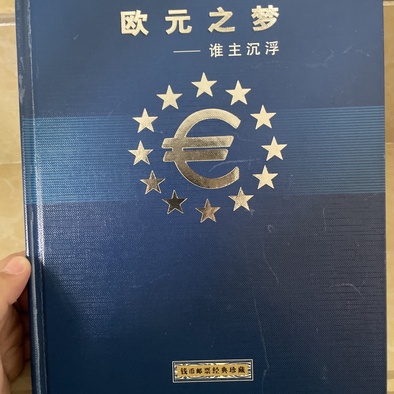 欧元之梦
——谁主沉浮
€
钱币邮票经典珍藏